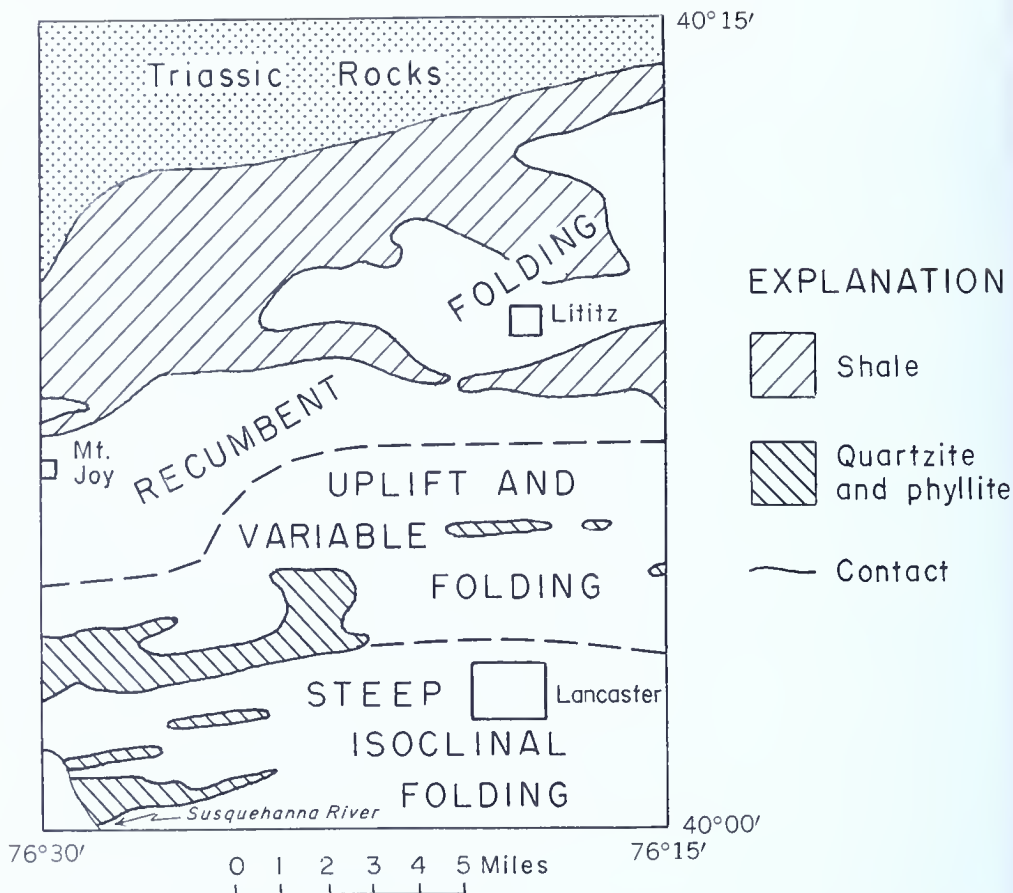 40°15′
Triassic Rocks
FOLDING
Lititz
RECUMBENT
Mt.
Joy
UPLIFT AND
VARIABLE
FOLDING
STEEP
Lancaster
ISOCLINAL
FOLDING
Susquehanna River
40°00′
76°30′
76°15′
0 1 2 3 4 5 Miles
EXPLANATION
Shale
Quartzite
and phyllite
Contact